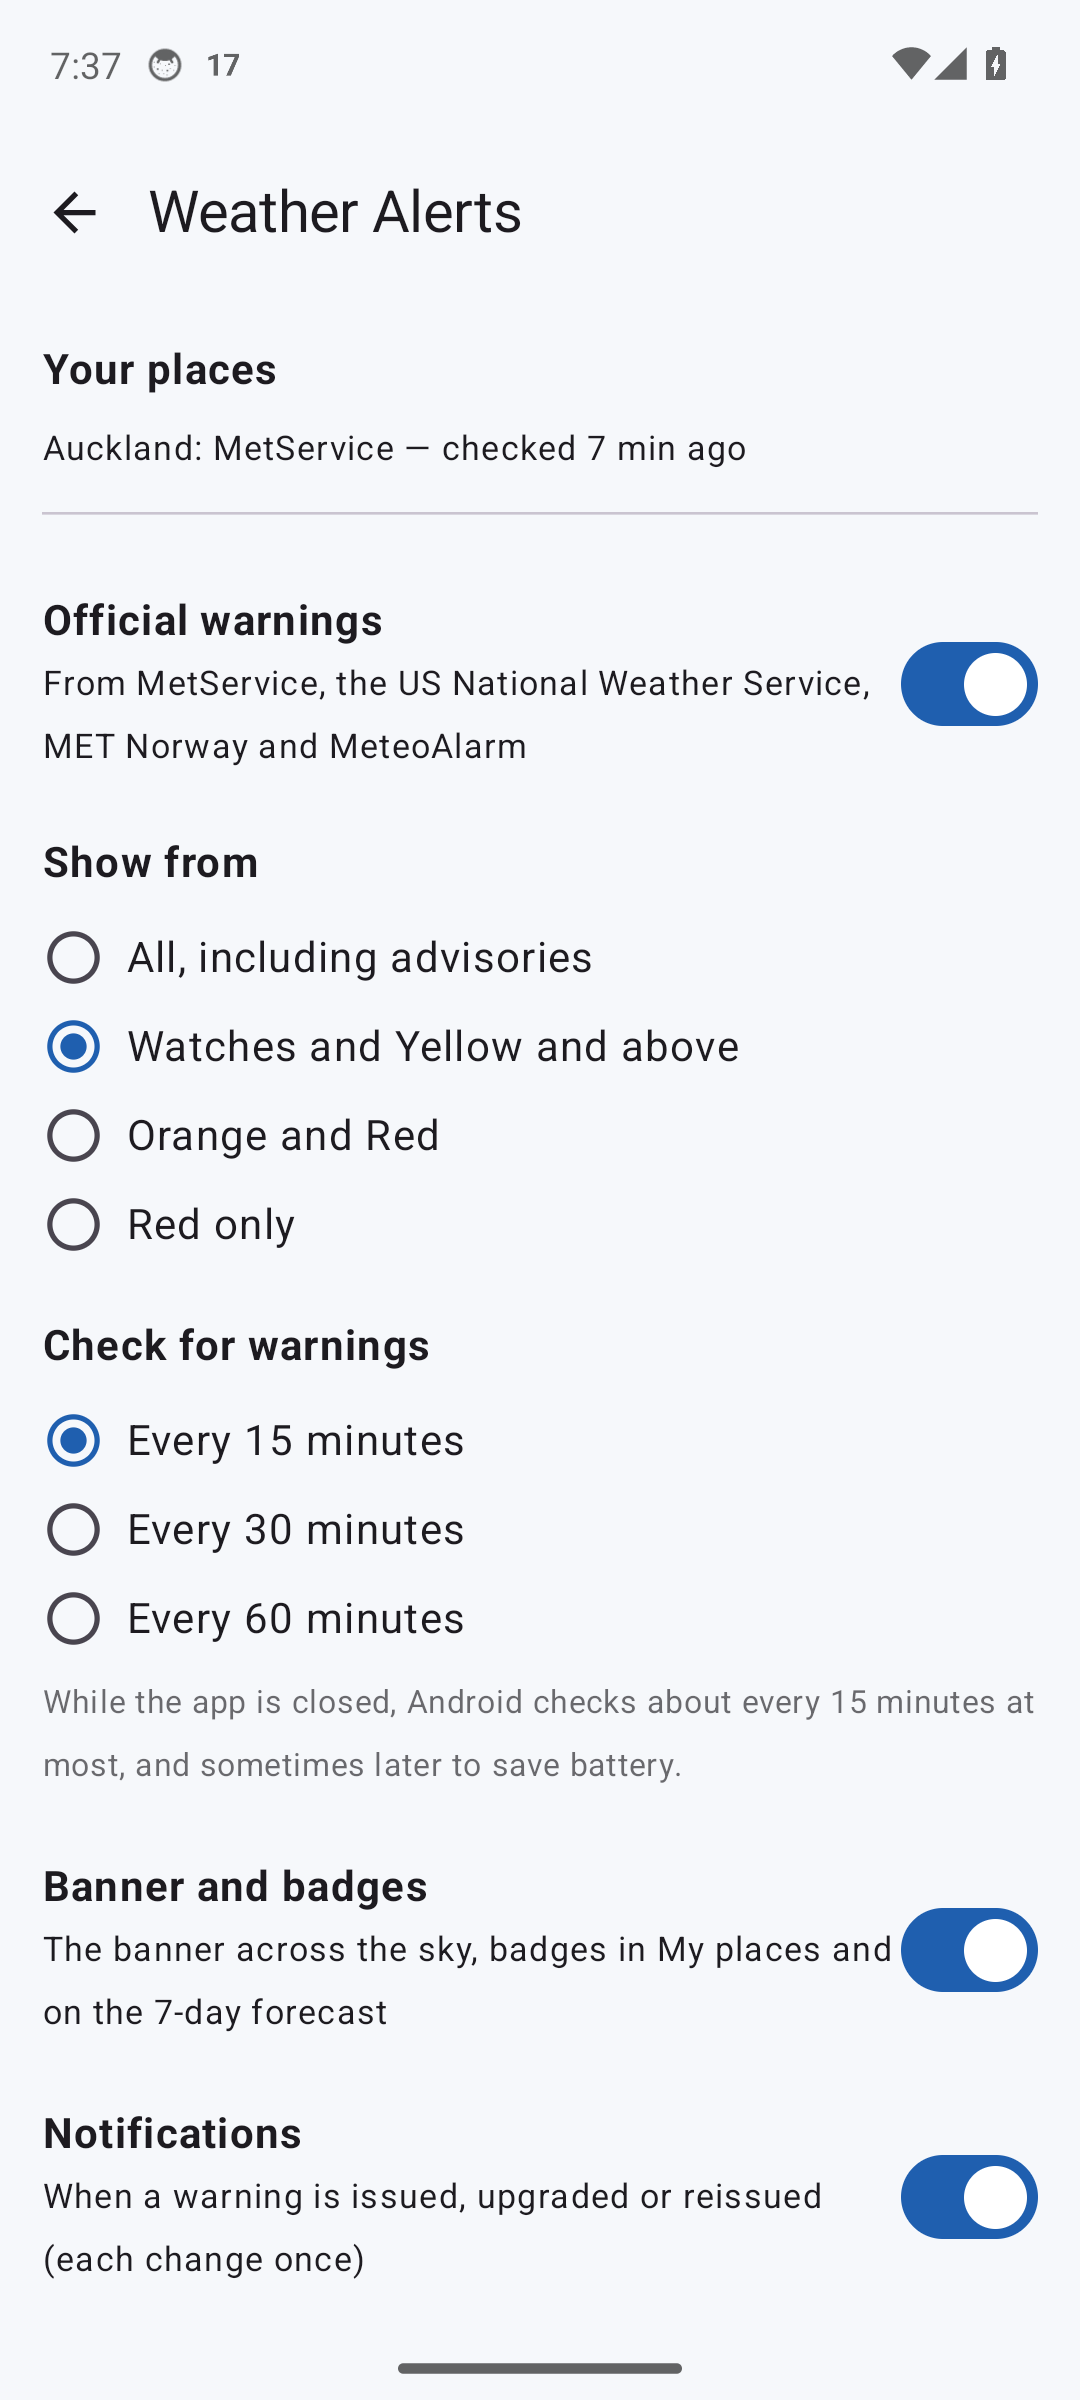 7:37 17
Weather Alerts
Your places
Auckland: MetService — checked 7 min ago
Official warnings
From MetService, the US National Weather Service,
MET Norway and MeteoAlarm
Show from
All, including advisories
Watches and Yellow and above
Orange and Red
Red only
Check for warnings
Every 15 minutes
Every 30 minutes
Every 60 minutes
While the app is closed, Android checks about every 15 minutes at
most, and sometimes later to save battery.
Banner and badges
The banner across the sky, badges in My places and
on the 7-day forecast
Notifications
When a warning is issued, upgraded or reissued
(each change once)